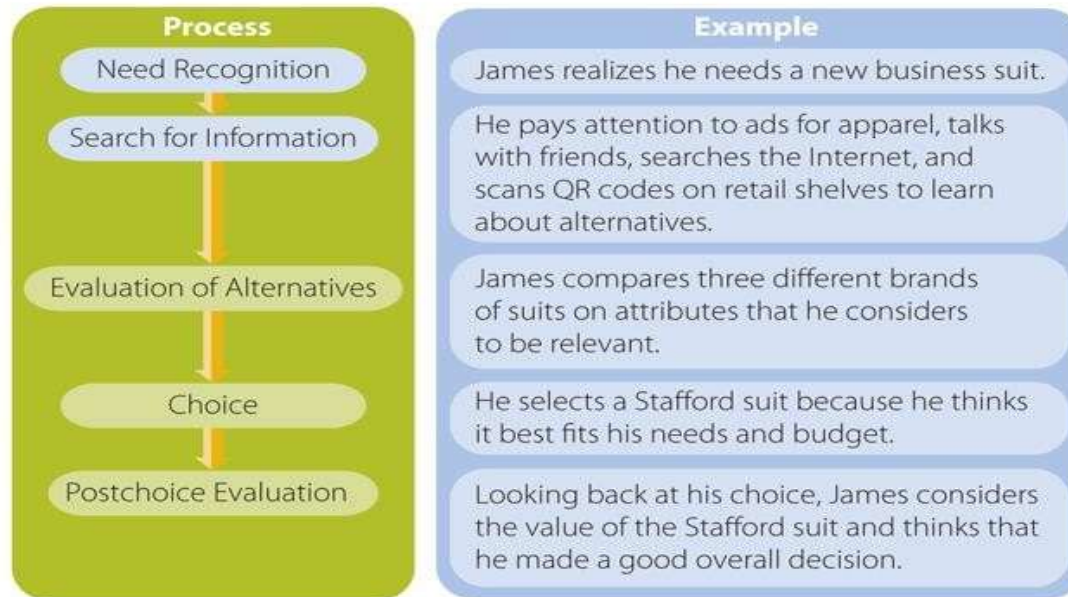 Process
Need Recognition
Search for Information
Evaluation of Alternatives
Choice
Postchoice Evaluation
Example
James realizes he needs a new business suit.
He pays attention to ads for apparel, talks
with friends, searches the Internet, and
scans QR codes on retail shelves to learn
about alternatives.
James compares three different brands
of suits on attributes that he considers
to be relevant.
He selects a Stafford suit because he thinks
it best fits his needs and budget.
Looking back at his choice, James considers
the value of the Stafford suit and thinks that
he made a good overall decision.